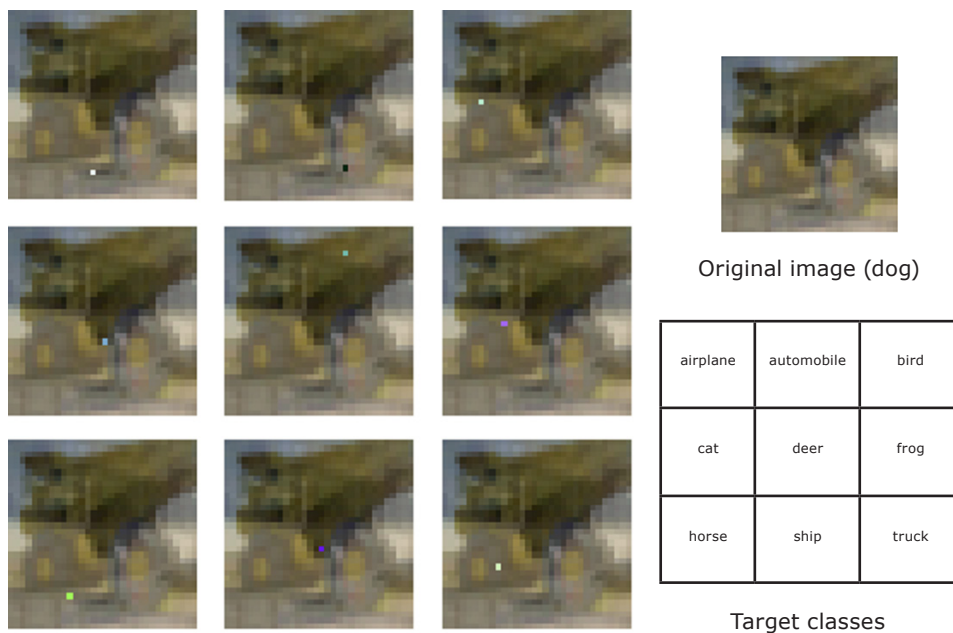 Original image (dog)
airplane automobile bird
cat deer frog
horse ship truck
Target classes